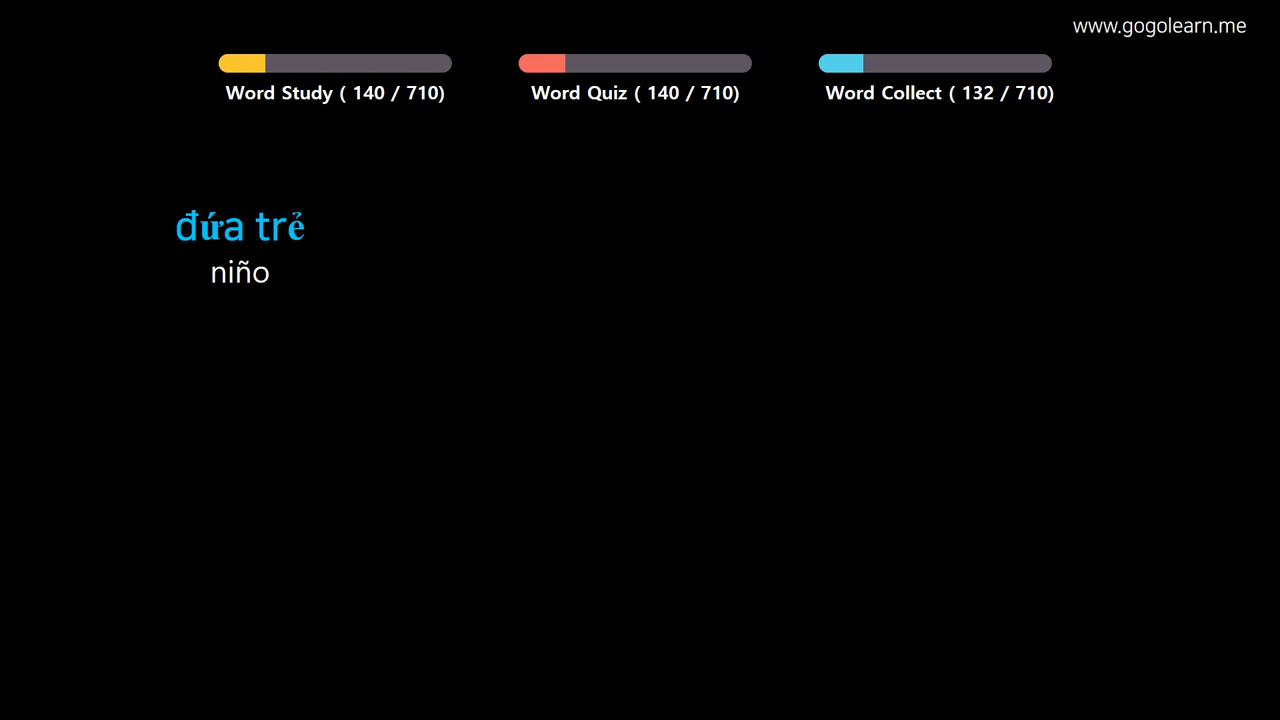 www.gogolearn.me
Word Study ( 140 / 710)
Word Quiz ( 140 / 710)
Word Collect ( 132 / 710)
đứa trẻ
niño